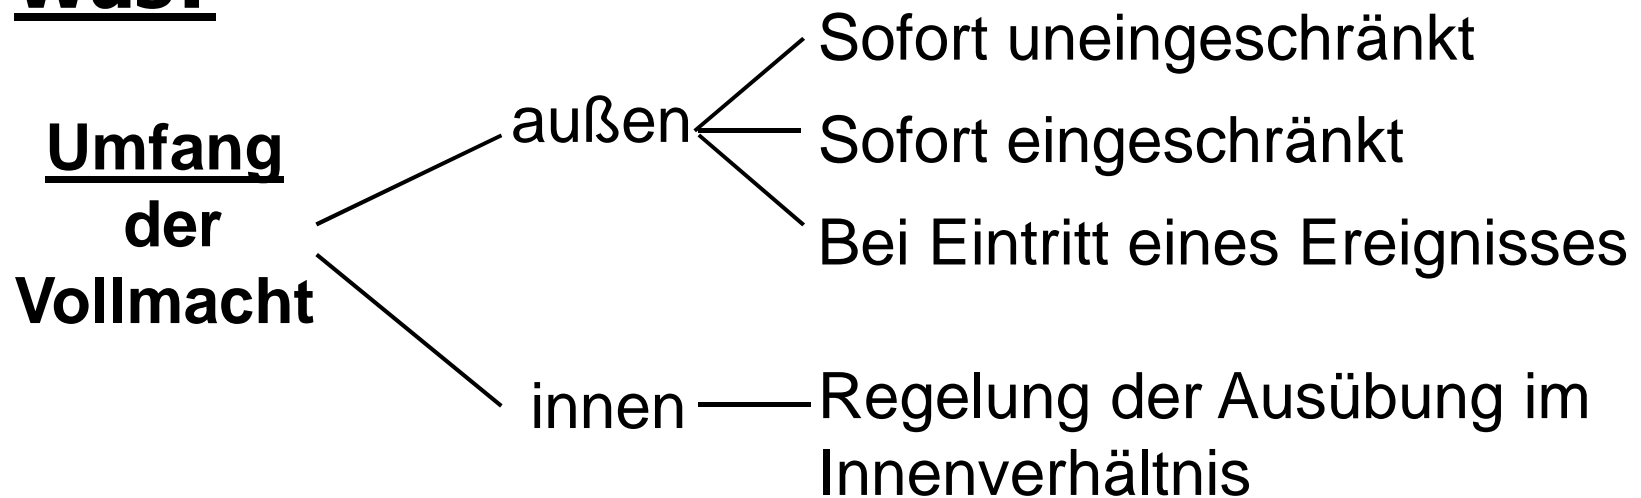 Sofort uneingeschränkt
außen
Sofort eingeschränkt
Umfang
der
Vollmacht
Bei Eintritt eines Ereignisses
innen
Regelung der Ausübung im
Innenverhältnis